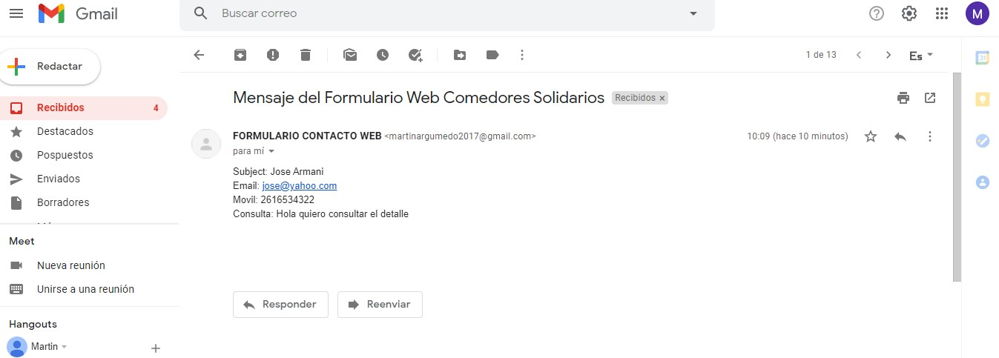 Gmail
Buscar correo
M
Redactar
1 de 13
Es
Recibidos 4
Destacados
Pospuestos
Enviados
Borradores
Mensaje del Formulario Web Comedores Solidarios Recibidos x
FORMULARIO CONTACTO WEB <martinargumedo2017@gmail.com> 10:09 (hace 10 minutos)
para mí
Subject: Jose Armani
Email: jose@yahoo.com
Movil: 2616534322
Consulta: Hola quiero consultar el detalle
Responder Reenviar
Meet
Nueva reunión
Unirse a una reunión
Hangouts
Martin
31